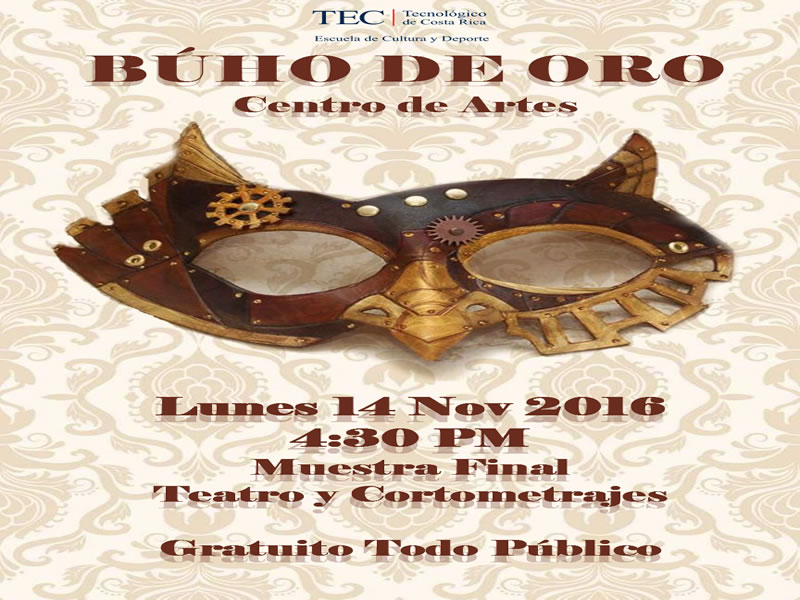 TEC | Tecnológico
de Costa Rica
Escuela de Cultura y Deporte
BÚHO DE ORO
Centro de Artes
Lunes 14 Nov 2016
4:30 PM
Muestra Final
Teatro y Cortometrajes
Gratuito Todo Público